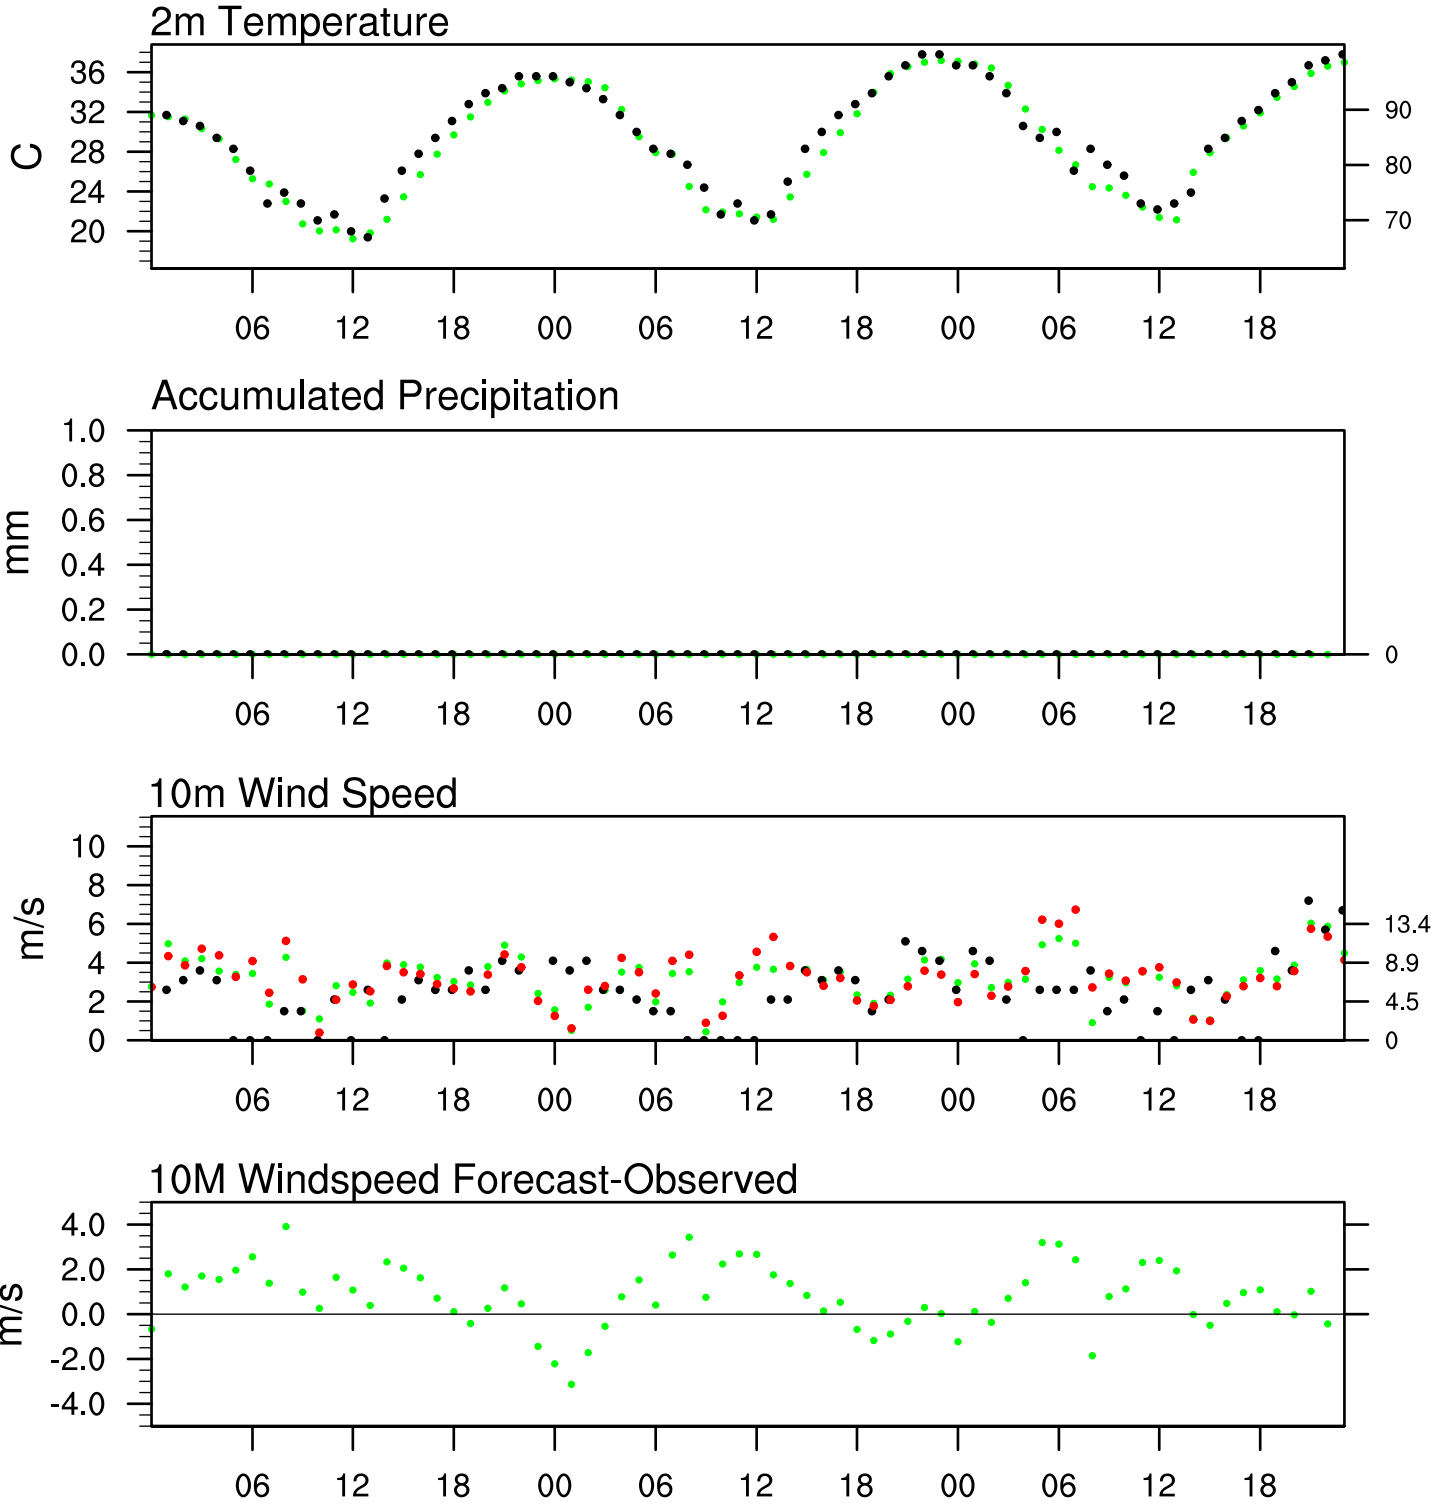 2m Temperature
C
36
32
28
24
20
90
80
70
06 12 18 00 06 12 18 00 06 12 18
Accumulated Precipitation
mm
1.0
0.8
0.6
0.4
0.2
0.0
0
06 12 18 00 06 12 18 00 06 12 18
10m Wind Speed
m/s
10
8
6
4
2
0
13.4
8.9
4.5
0
06 12 18 00 06 12 18 00 06 12 18
10M Windspeed Forecast-Observed
m/s
4.0
2.0
0.0
-2.0
-4.0
06 12 18 00 06 12 18 00 06 12 18